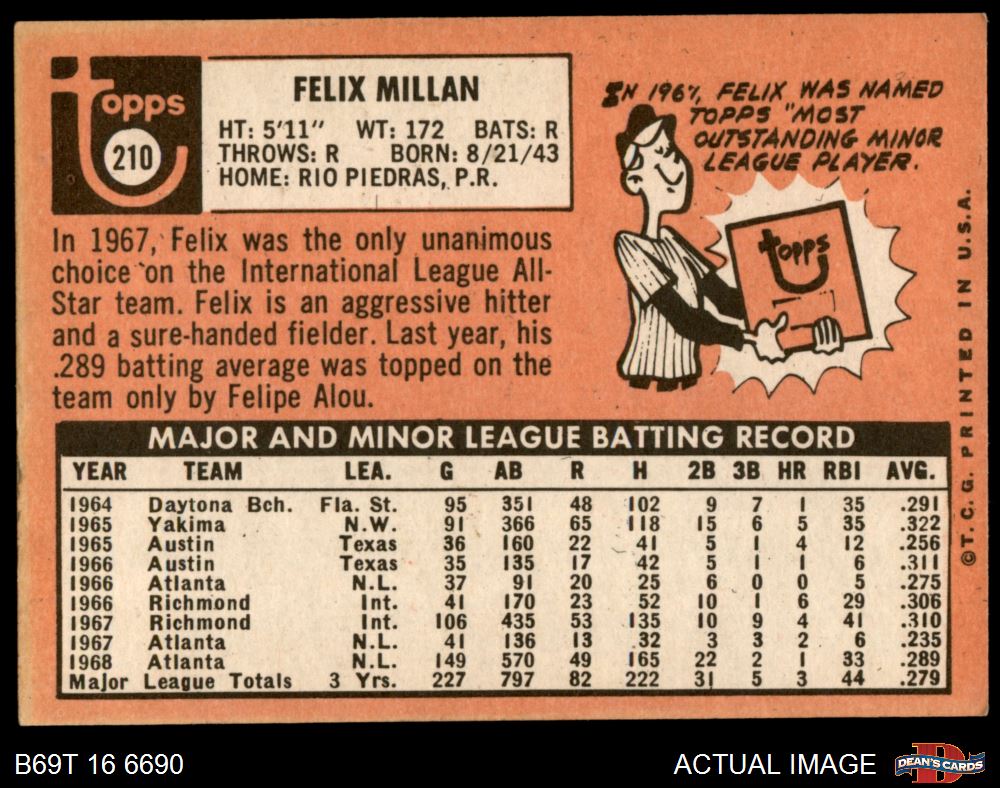 Topps
210
FELIX MILLAN
HT: 5'11" WT: 172 BATS: R
THROWS: R BORN: 8/21/43
HOME: RIO PIEDRAS, P.R.
In 1967, Felix was the only unanimous
choice on the International League All-
Star team. Felix is an aggressive hitter
and a sure-handed fielder. Last year, his
.289 batting average was topped on the
team only by Felipe Alou.
IN 1967, FELIX WAS NAMED
TOPPS "MOST
OUTSTANDING MINOR
LEAGUE PLAYER.
Topps
©T.C.G. PRINTED IN U.S.A.
MAJOR AND MINOR LEAGUE BATTING RECORD
YEAR TEAM LEA. G AB R H 2B 3B HR RBI AVG.
1964 Daytona Bch. Fla. St. 95 351 48 102 9 7 1 35 .291
1965 Yakima N.W. 91 366 65 118 15 6 5 35 .322
1965 Austin Texas 36 160 22 41 5 1 4 12 .256
1966 Austin Texas 35 135 17 42 5 1 1 6 .311
1966 Atlanta N.L. 37 91 20 25 6 0 0 5 .275
1966 Richmond Int. 41 170 23 52 10 1 6 29 .306
1967 Richmond Int. 106 435 53 135 10 9 4 41 .310
1967 Atlanta N.L. 41 136 13 32 3 3 2 6 .235
1968 Atlanta N.L. 149 570 49 165 22 2 1 33 .289
Major League Totals 3 Yrs. 227 797 82 222 31 5 3 44 .279
B69T 16 6690
ACTUAL IMAGE
DEAN'S CARDS